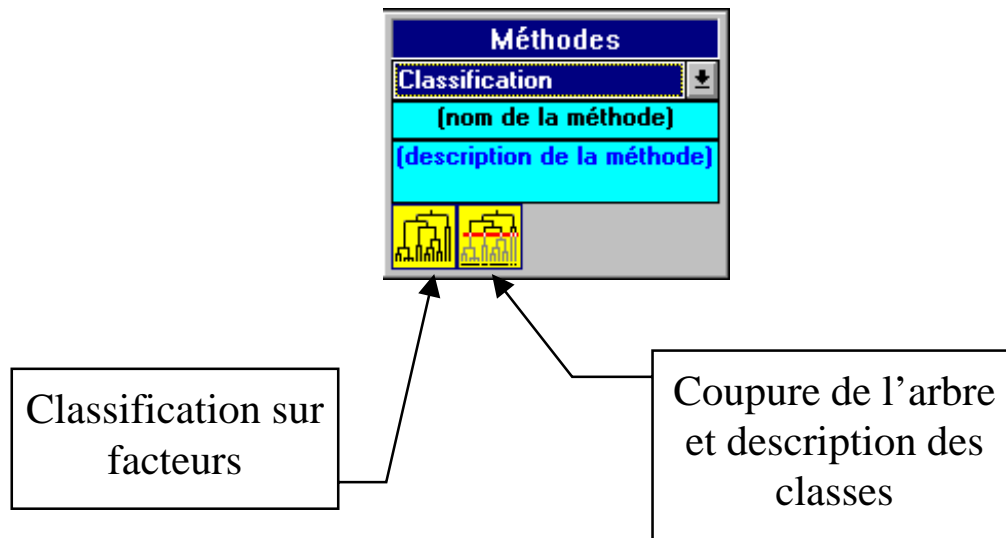 Méthodes
Classification
(nom de la méthode)
(description de la méthode)
Classification sur
facteurs
Coupure de l’arbre
et description des
classes